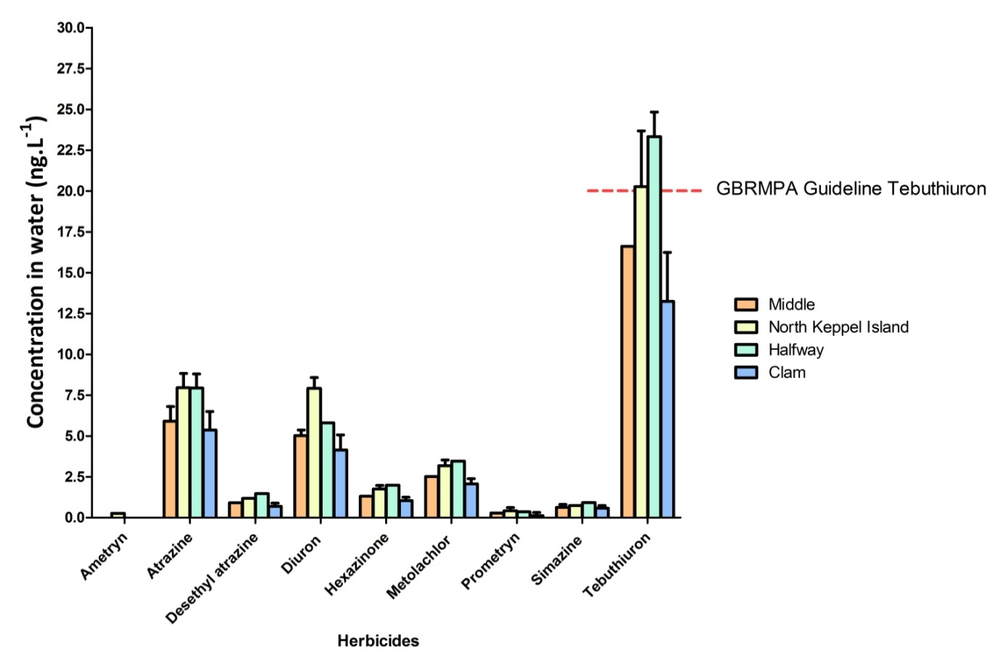 30.0
27.5
25.0
22.5
20.0
17.5
15.0
12.5
10.0
7.5
5.0
2.5
0.0
Concentration in water (ng.L⁻¹)
GBRMPA Guideline Tebuthiuron
Middle
North Keppel Island
Halfway
Clam
Ametryn
Atrazine
Desethyl atrazine
Diuron
Hexazinone
Metolachlor
Prometryn
Simazine
Tebuthiuron
Herbicides